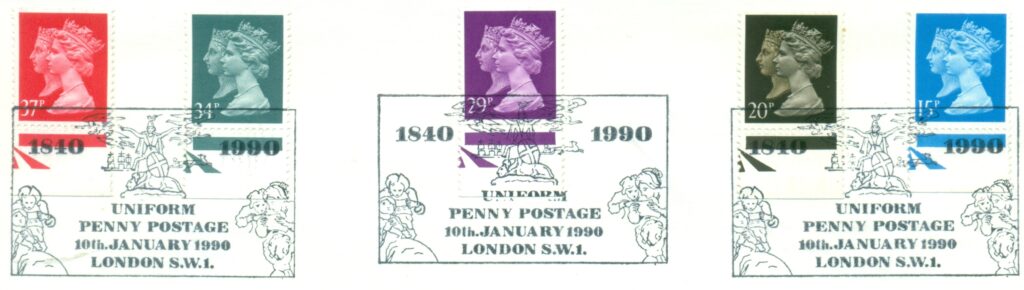 37P
34P
1840 1990
UNIFORM
PENNY POSTAGE
10th. JANUARY 1990
LONDON S.W.1.
29P
1840 1990
UNIFORM
PENNY POSTAGE
10th. JANUARY 1990
LONDON S.W.1.
20P
15P
1840 1990
UNIFORM
PENNY POSTAGE
10th. JANUARY 1990
LONDON S.W.1.